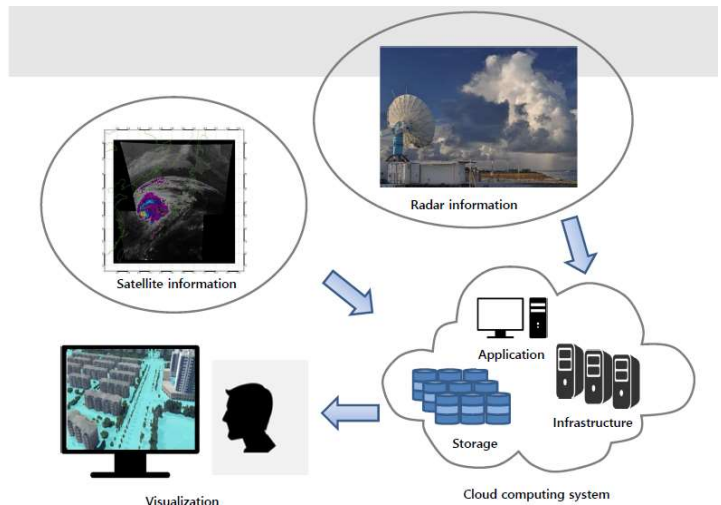 Radar information
Satellite information
Application
Infrastructure
Storage
Cloud computing system
Visualization